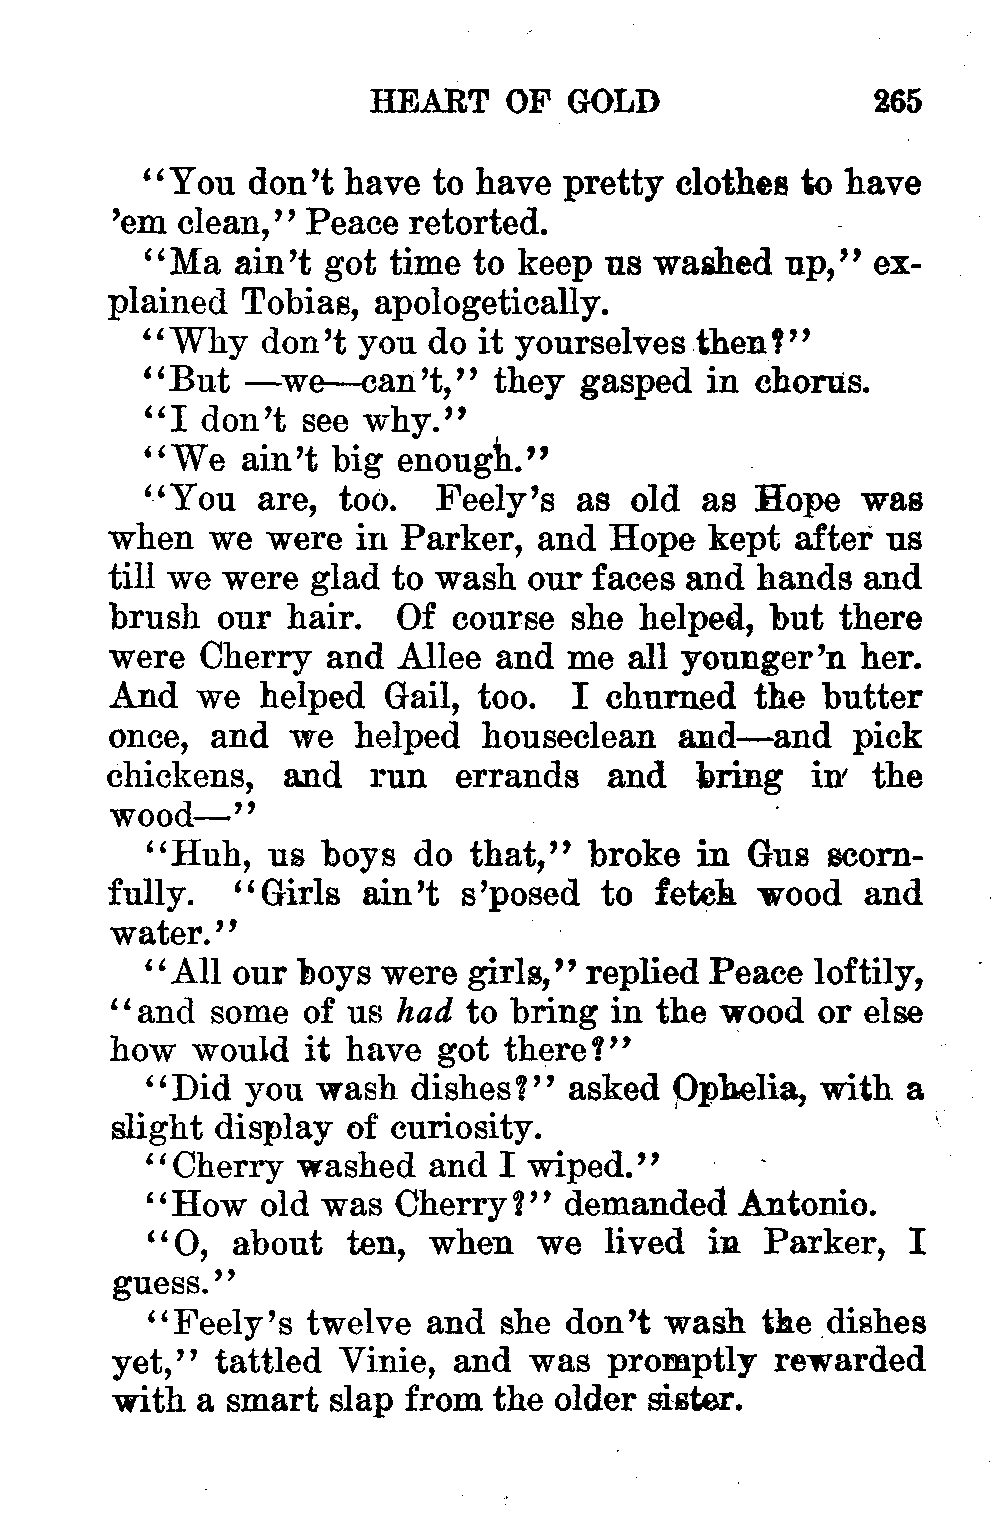 HEART OF GOLD 265
“You don’t have to have pretty clothes to have
’em clean,” Peace retorted.
“Ma ain’t got time to keep us washed up,” ex-
plained Tobias, apologetically.
“Why don’t you do it yourselves then?”
“But —we—can’t,” they gasped in chorus.
“I don’t see why.”
“We ain’t big enough.”
“You are, too. Feely’s as old as Hope was
when we were in Parker, and Hope kept after us
till we were glad to wash our faces and hands and
brush our hair. Of course she helped, but there
were Cherry and Allee and me all younger’n her.
And we helped Gail, too. I churned the butter
once, and we helped houseclean and—and pick
chickens, and run errands and bring in the
wood—”
“Huh, us boys do that,” broke in Gus scorn-
fully. “Girls ain’t s’posed to fetch wood and
water.”
“All our boys were girls,” replied Peace loftily,
“and some of us had to bring in the wood or else
how would it have got there?”
“Did you wash dishes?” asked Ophelia, with a
slight display of curiosity.
“Cherry washed and I wiped.”
“How old was Cherry?” demanded Antonio.
“O, about ten, when we lived in Parker, I
guess.”
“Feely’s twelve and she don’t wash the dishes
yet,” tattled Vinie, and was promptly rewarded
with a smart slap from the older sister.